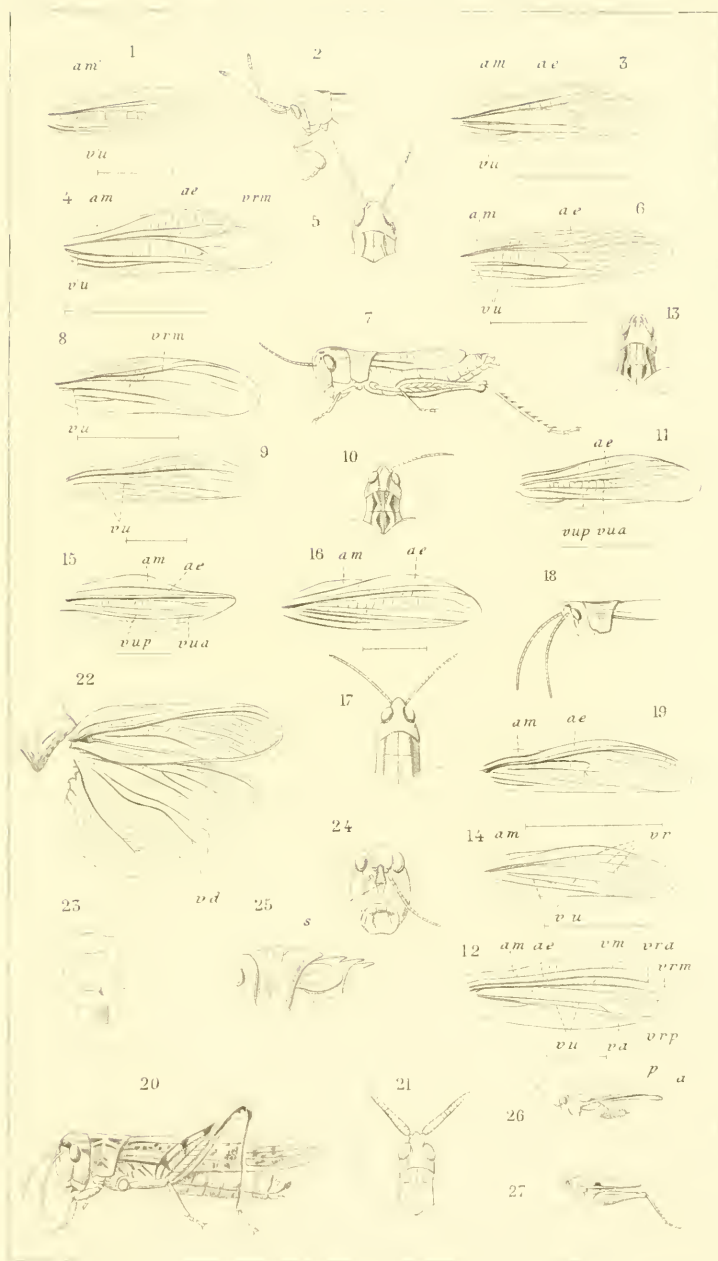 1
2
3
am
am ae
vu
vu
4 am ae vrm
5
am ae 6
vu
vu
7
13
8 vrm
vu
9
10
ae 11
vu
vup vua
15 am ae
16 am ae
18
vup vua
22
17
am ae 19
24
14 am vr
23
vd
25 s
vu
12 am ae vm vra
vrm
vu va vrp
p a
20
21
26
27